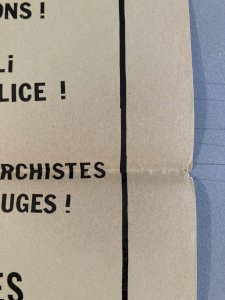 ONS !
Li
LICE !
RCHISTES
UGES !
ES